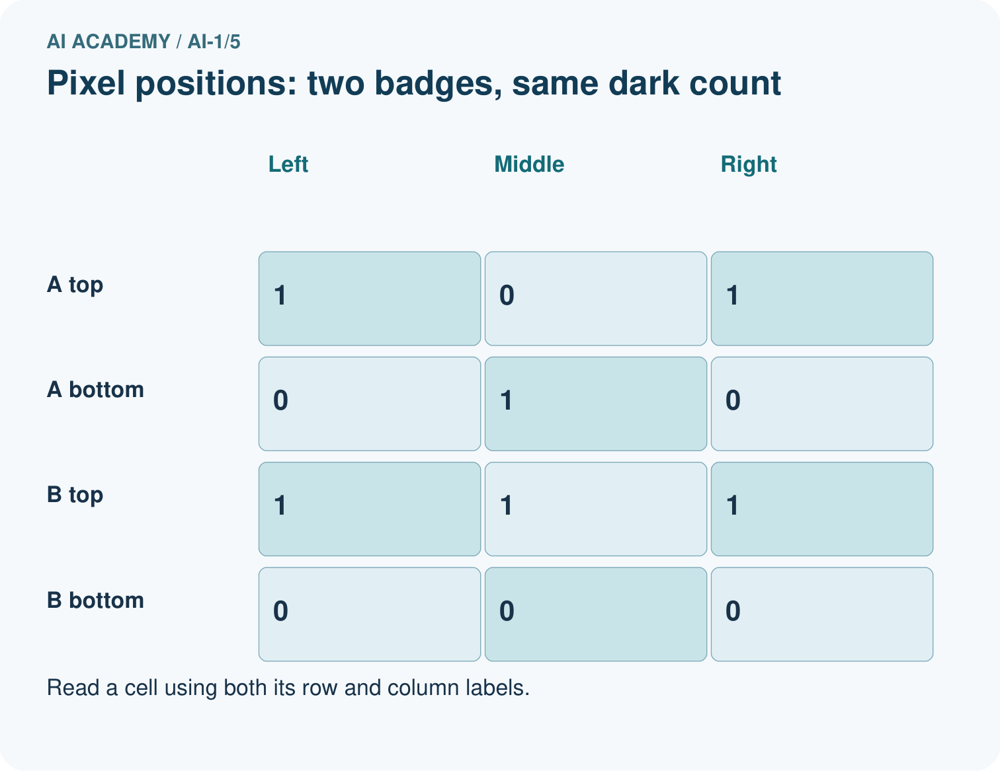 AI ACADEMY / AI-1/5
Pixel positions: two badges, same dark count
Left Middle Right
A top 1 0 1
A bottom 0 1 0
B top 1 1 1
B bottom 0 0 0
Read a cell using both its row and column labels.